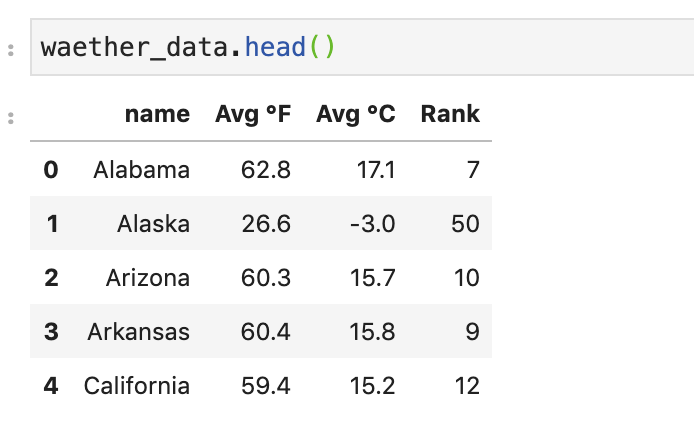 waether_data.head()
name Avg °F Avg °C Rank
0 Alabama 62.8 17.1 7
1 Alaska 26.6 -3.0 50
2 Arizona 60.3 15.7 10
3 Arkansas 60.4 15.8 9
4 California 59.4 15.2 12